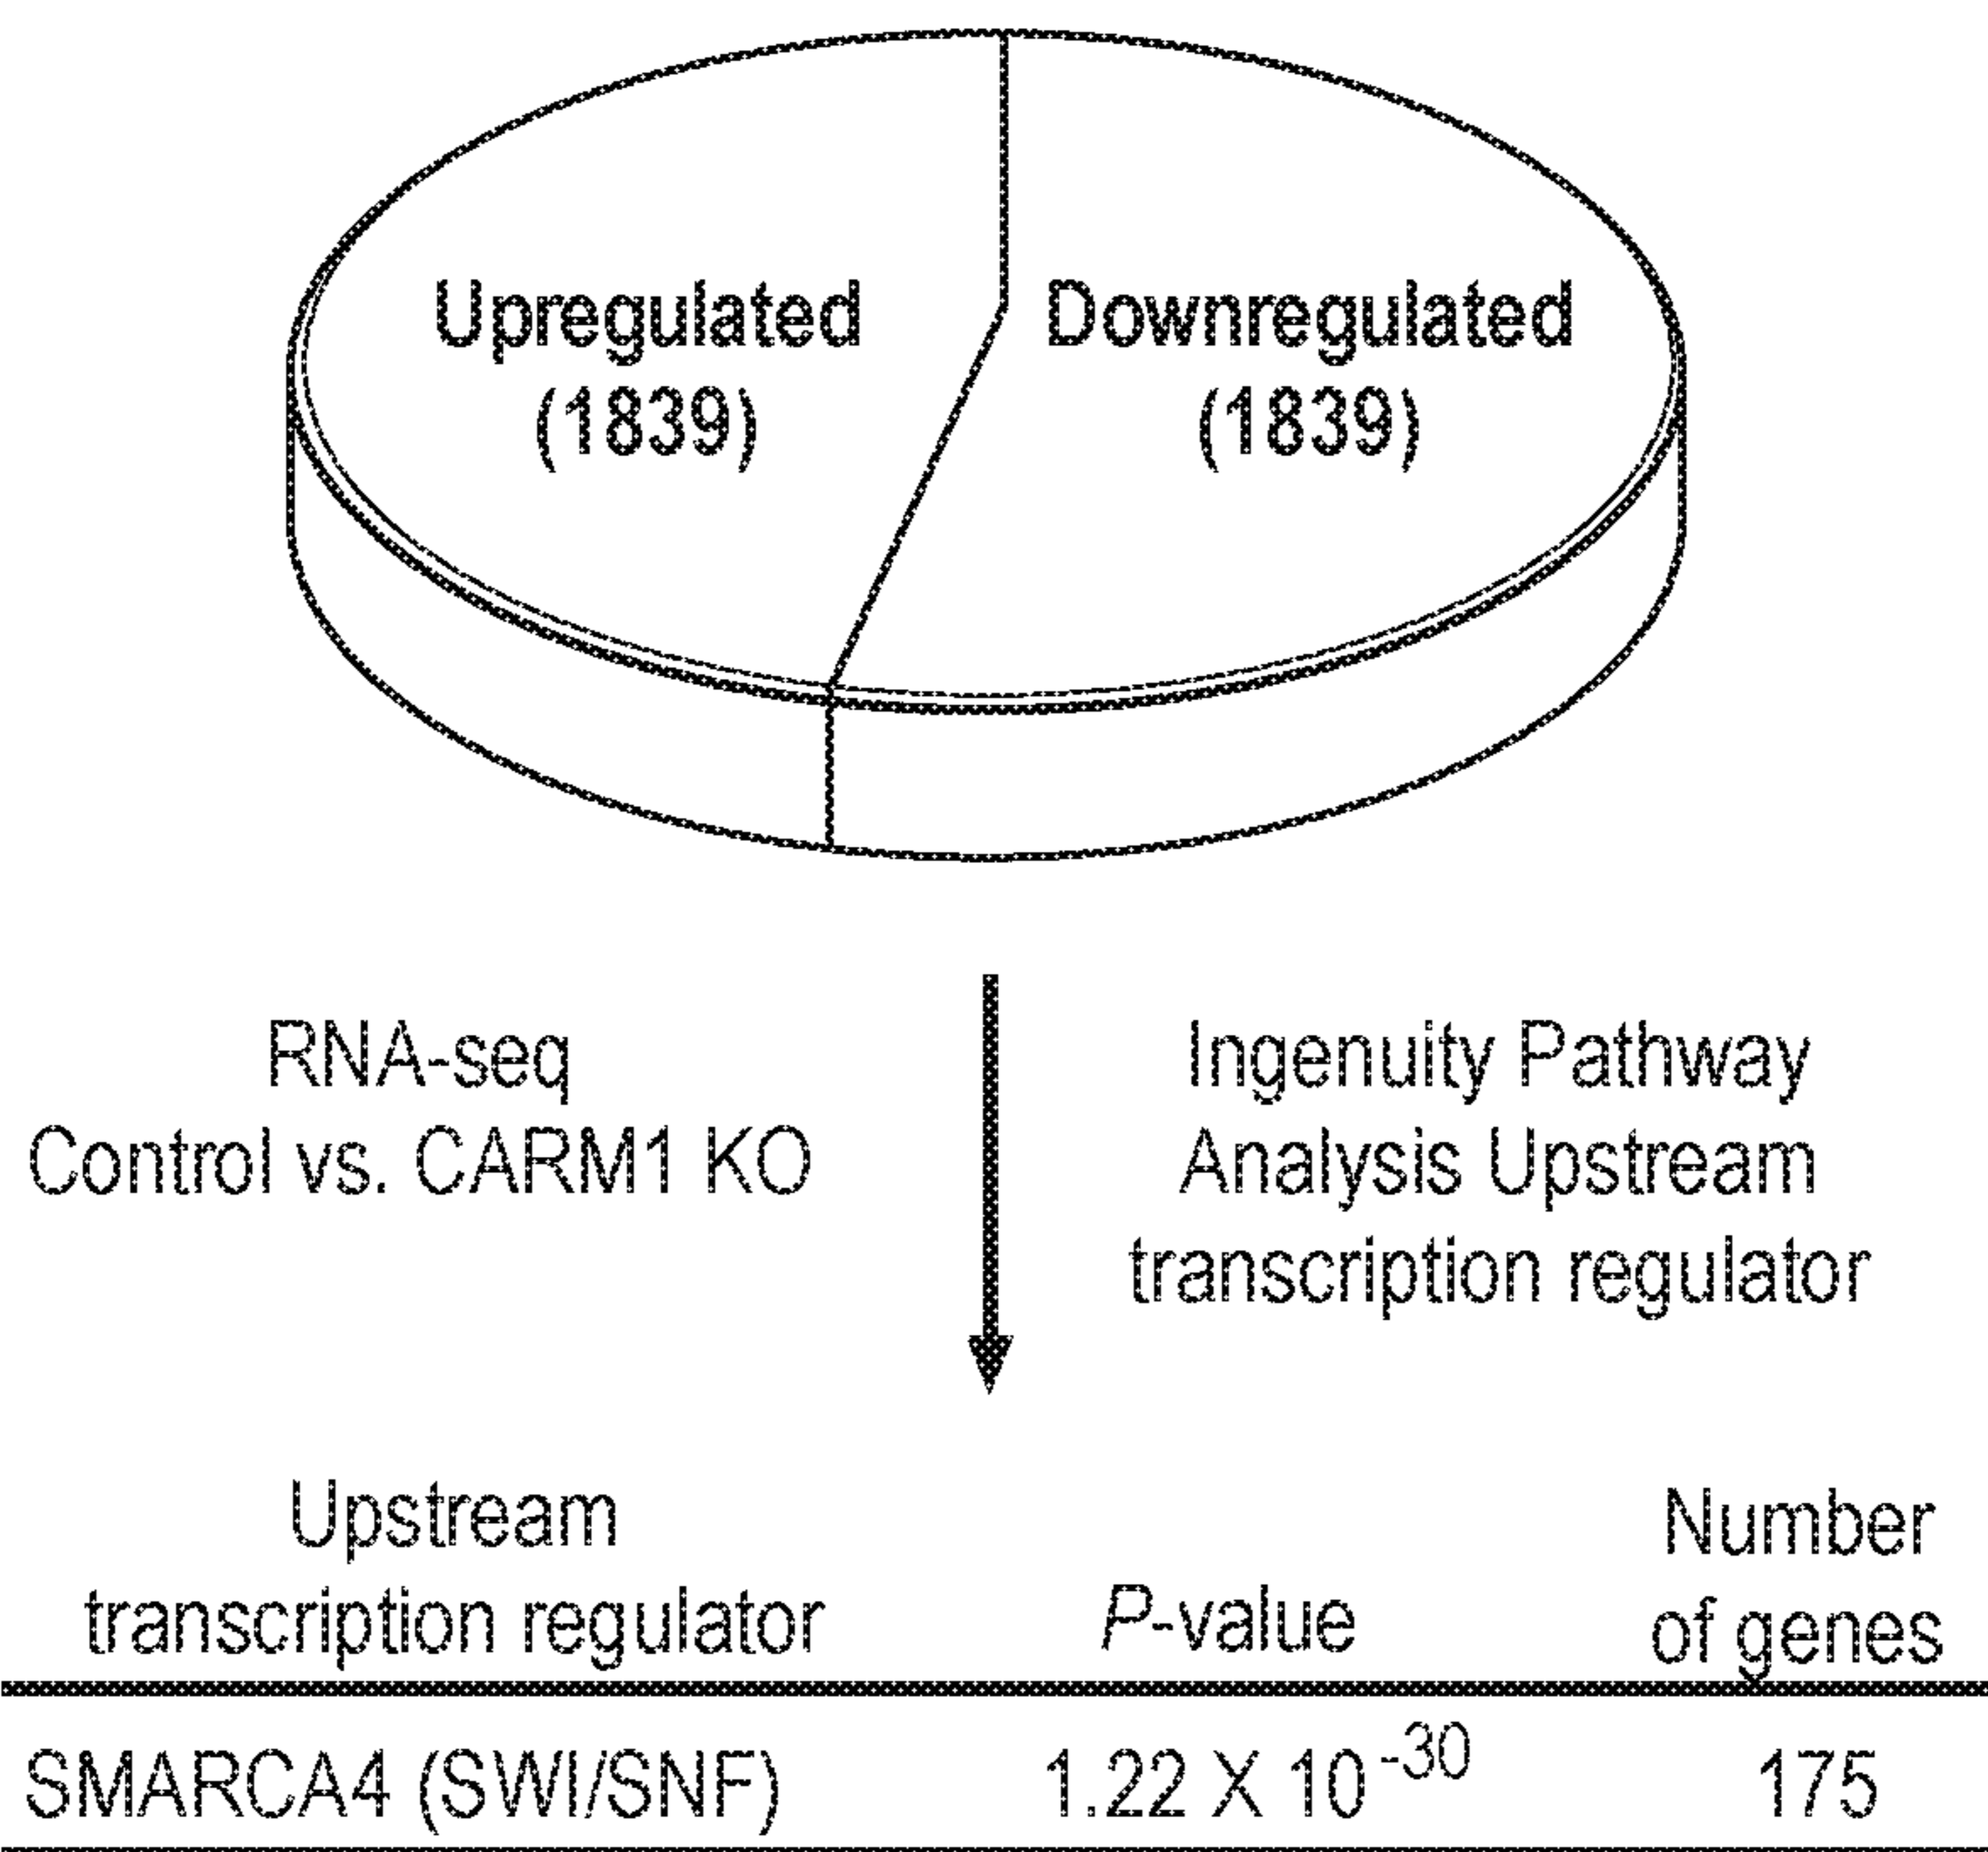 Upregulated
(1839)
Downregulated
(1839)
RNA-seq
Control vs. CARM1 KO
Ingenuity Pathway
Analysis Upstream
transcription regulator
Upstream
transcription regulator
P-value
Number
of genes
SMARCA4 (SWI/SNF) 1.22 X 10⁻³⁰ 175